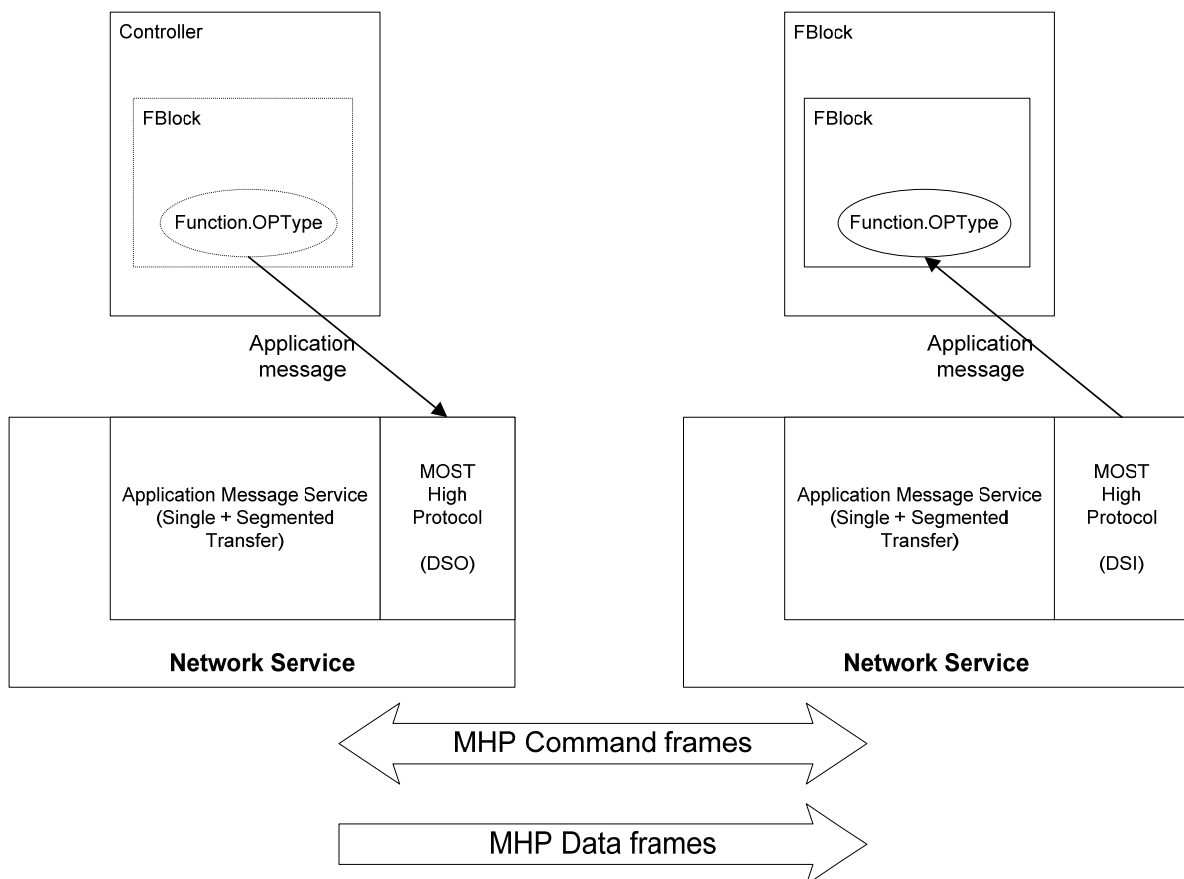 Controller
FBlock
Function.OPType
Application
message
Application Message Service
(Single + Segmented
Transfer)
MOST
High
Protocol
(DSO)
Network Service
FBlock
FBlock
Function.OPType
Application
message
Application Message Service
(Single + Segmented
Transfer)
MOST
High
Protocol
(DSI)
Network Service
MHP Command frames
MHP Data frames